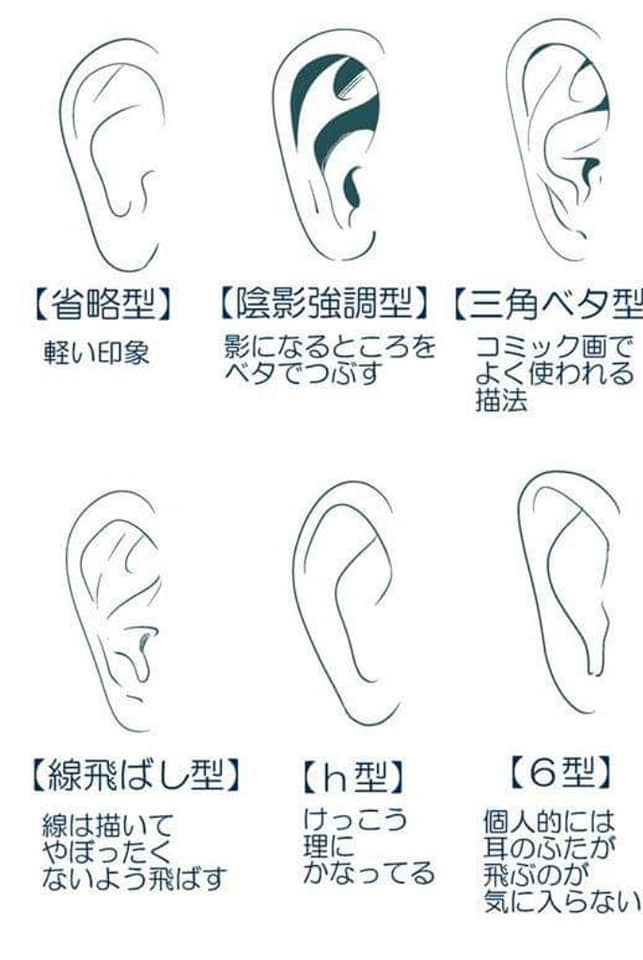 【省略型】
軽い印象
【陰影強調型】
影になるところを
ベタでつぶす
【三角ベタ型
コミック画で
よく使われる
描法
【線飛ばし型】
線は描いて
やぼったく
ないよう飛ばす
【h型】
けっこう
理に
かなってる
【6型】
個人的には
耳のふたが
飛ぶのが
気に入らない